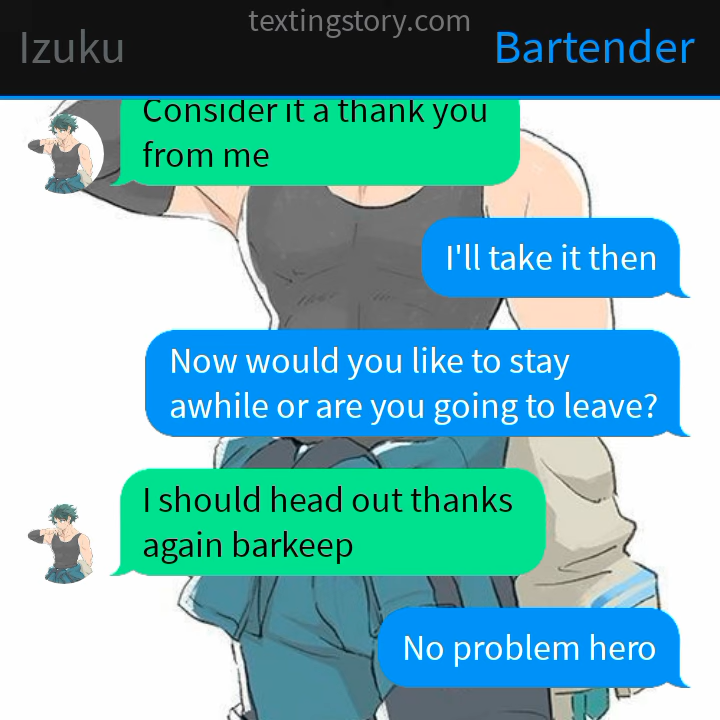 textingstory.com
Izuku
Bartender
Consider it a thank you
from me
I'll take it then
Now would you like to stay
awhile or are you going to leave?
I should head out thanks
again barkeep
No problem hero